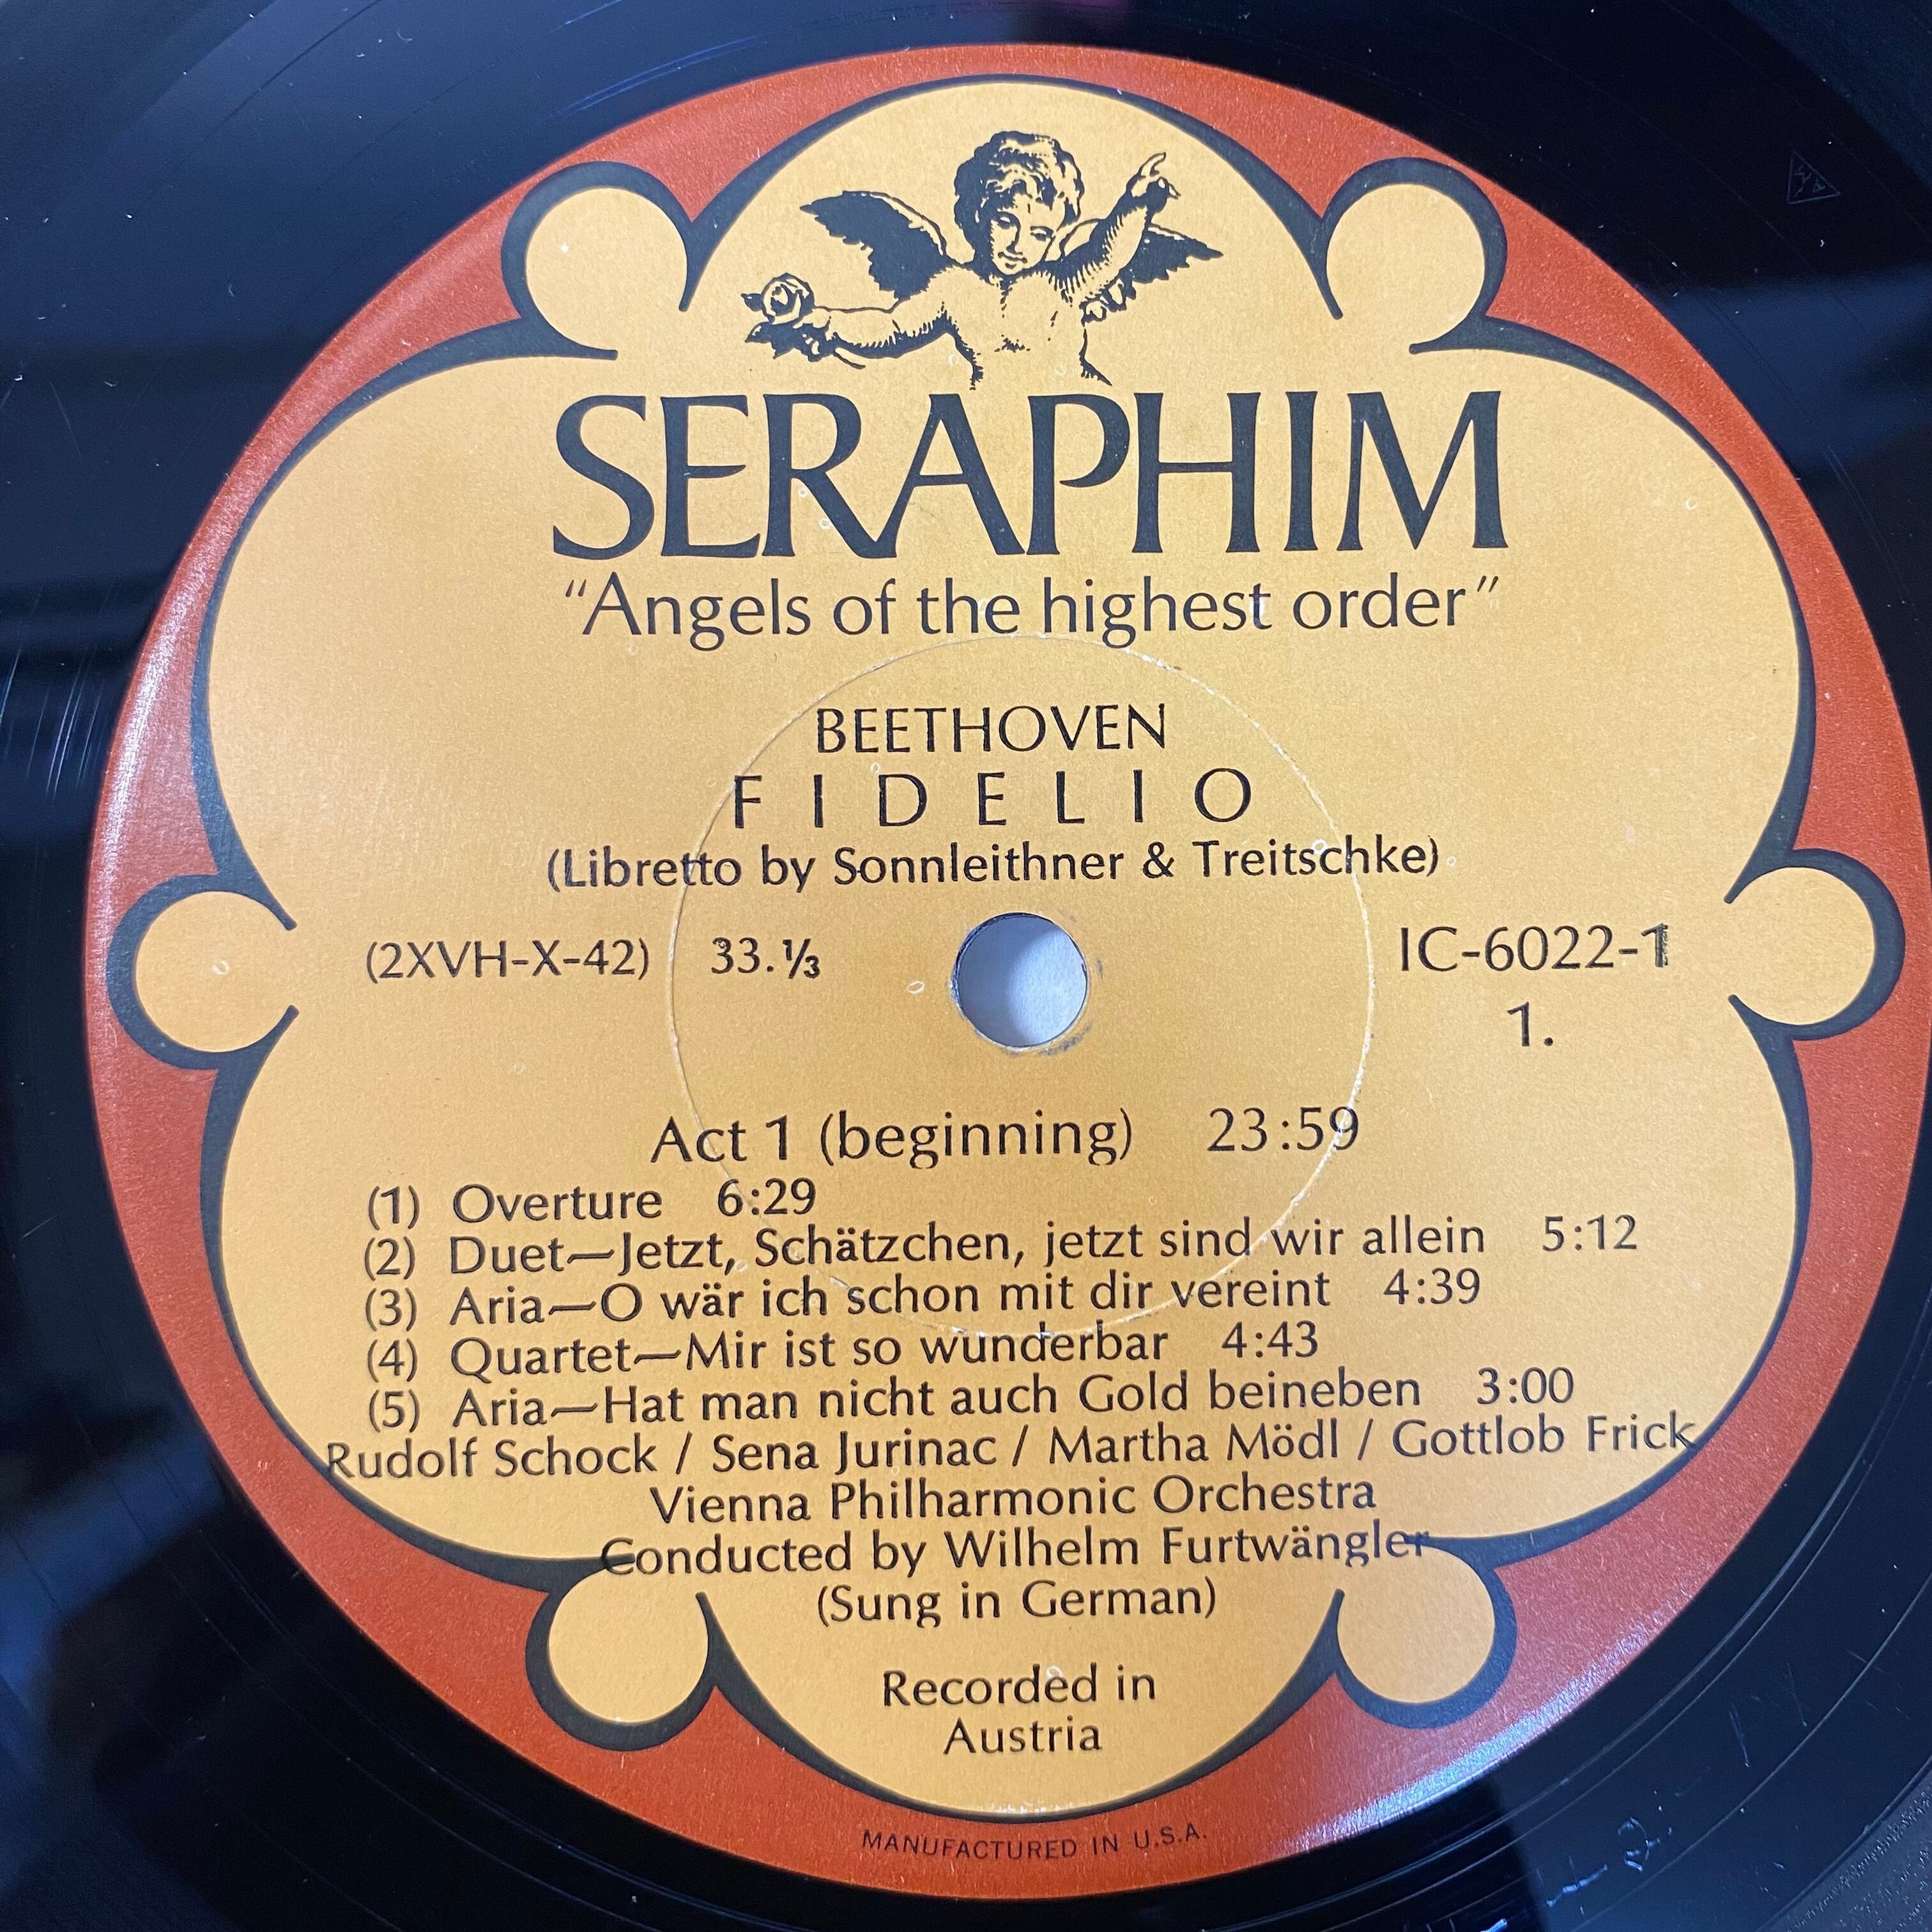 SERAPHIM
“Angels of the highest order”
BEETHOVEN
FIDELIO
(Libretto by Sonnleithner & Treitschke)
(2XVH-X-42) 33.⅓
IC-6022-1
1.
Act 1 (beginning) 23:59
(1) Overture 6:29
(2) Duet—Jetzt, Schätzchen, jetzt sind wir allein 5:12
(3) Aria—O wär ich schon mit dir vereint 4:39
(4) Quartet—Mir ist so wunderbar 4:43
(5) Aria—Hat man nicht auch Gold beineben 3:00
Rudolf Schock / Sena Jurinac / Martha Mödl / Gottlob Frick
Vienna Philharmonic Orchestra
Conducted by Wilhelm Furtwängler
(Sung in German)
Recorded in
Austria
MANUFACTURED IN U.S.A.